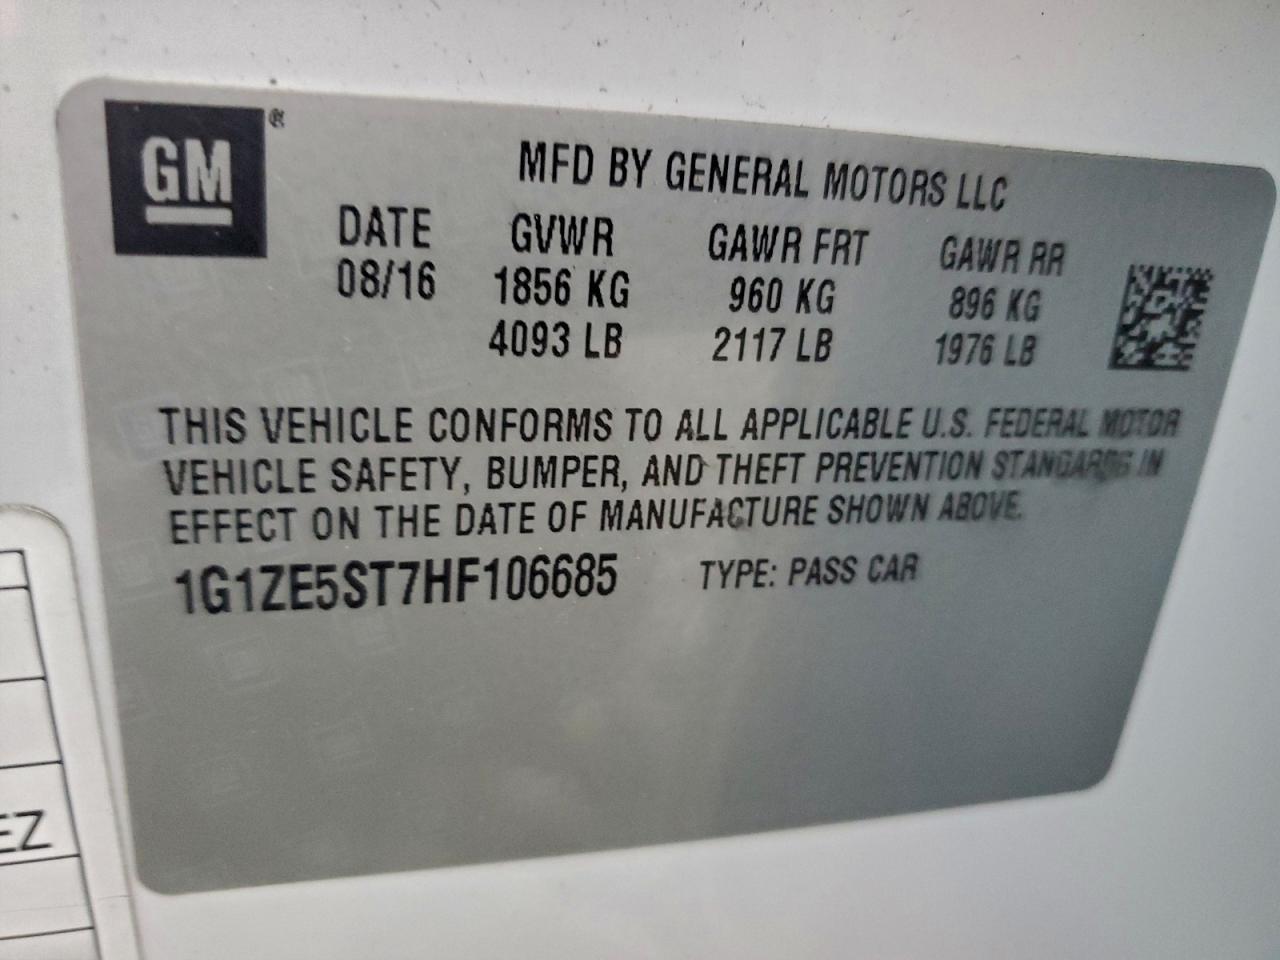 GM®
MFD BY GENERAL MOTORS LLC
DATE GVWR GAWR FRT GAWR RR
08/16 1856 KG 960 KG 896 KG
4093 LB 2117 LB 1976 LB
THIS VEHICLE CONFORMS TO ALL APPLICABLE U.S. FEDERAL MOTOR
VEHICLE SAFETY, BUMPER, AND THEFT PREVENTION STANDARDS IN
EFFECT ON THE DATE OF MANUFACTURE SHOWN ABOVE.
1G1ZE5ST7HF106685 TYPE: PASS CAR
EZ